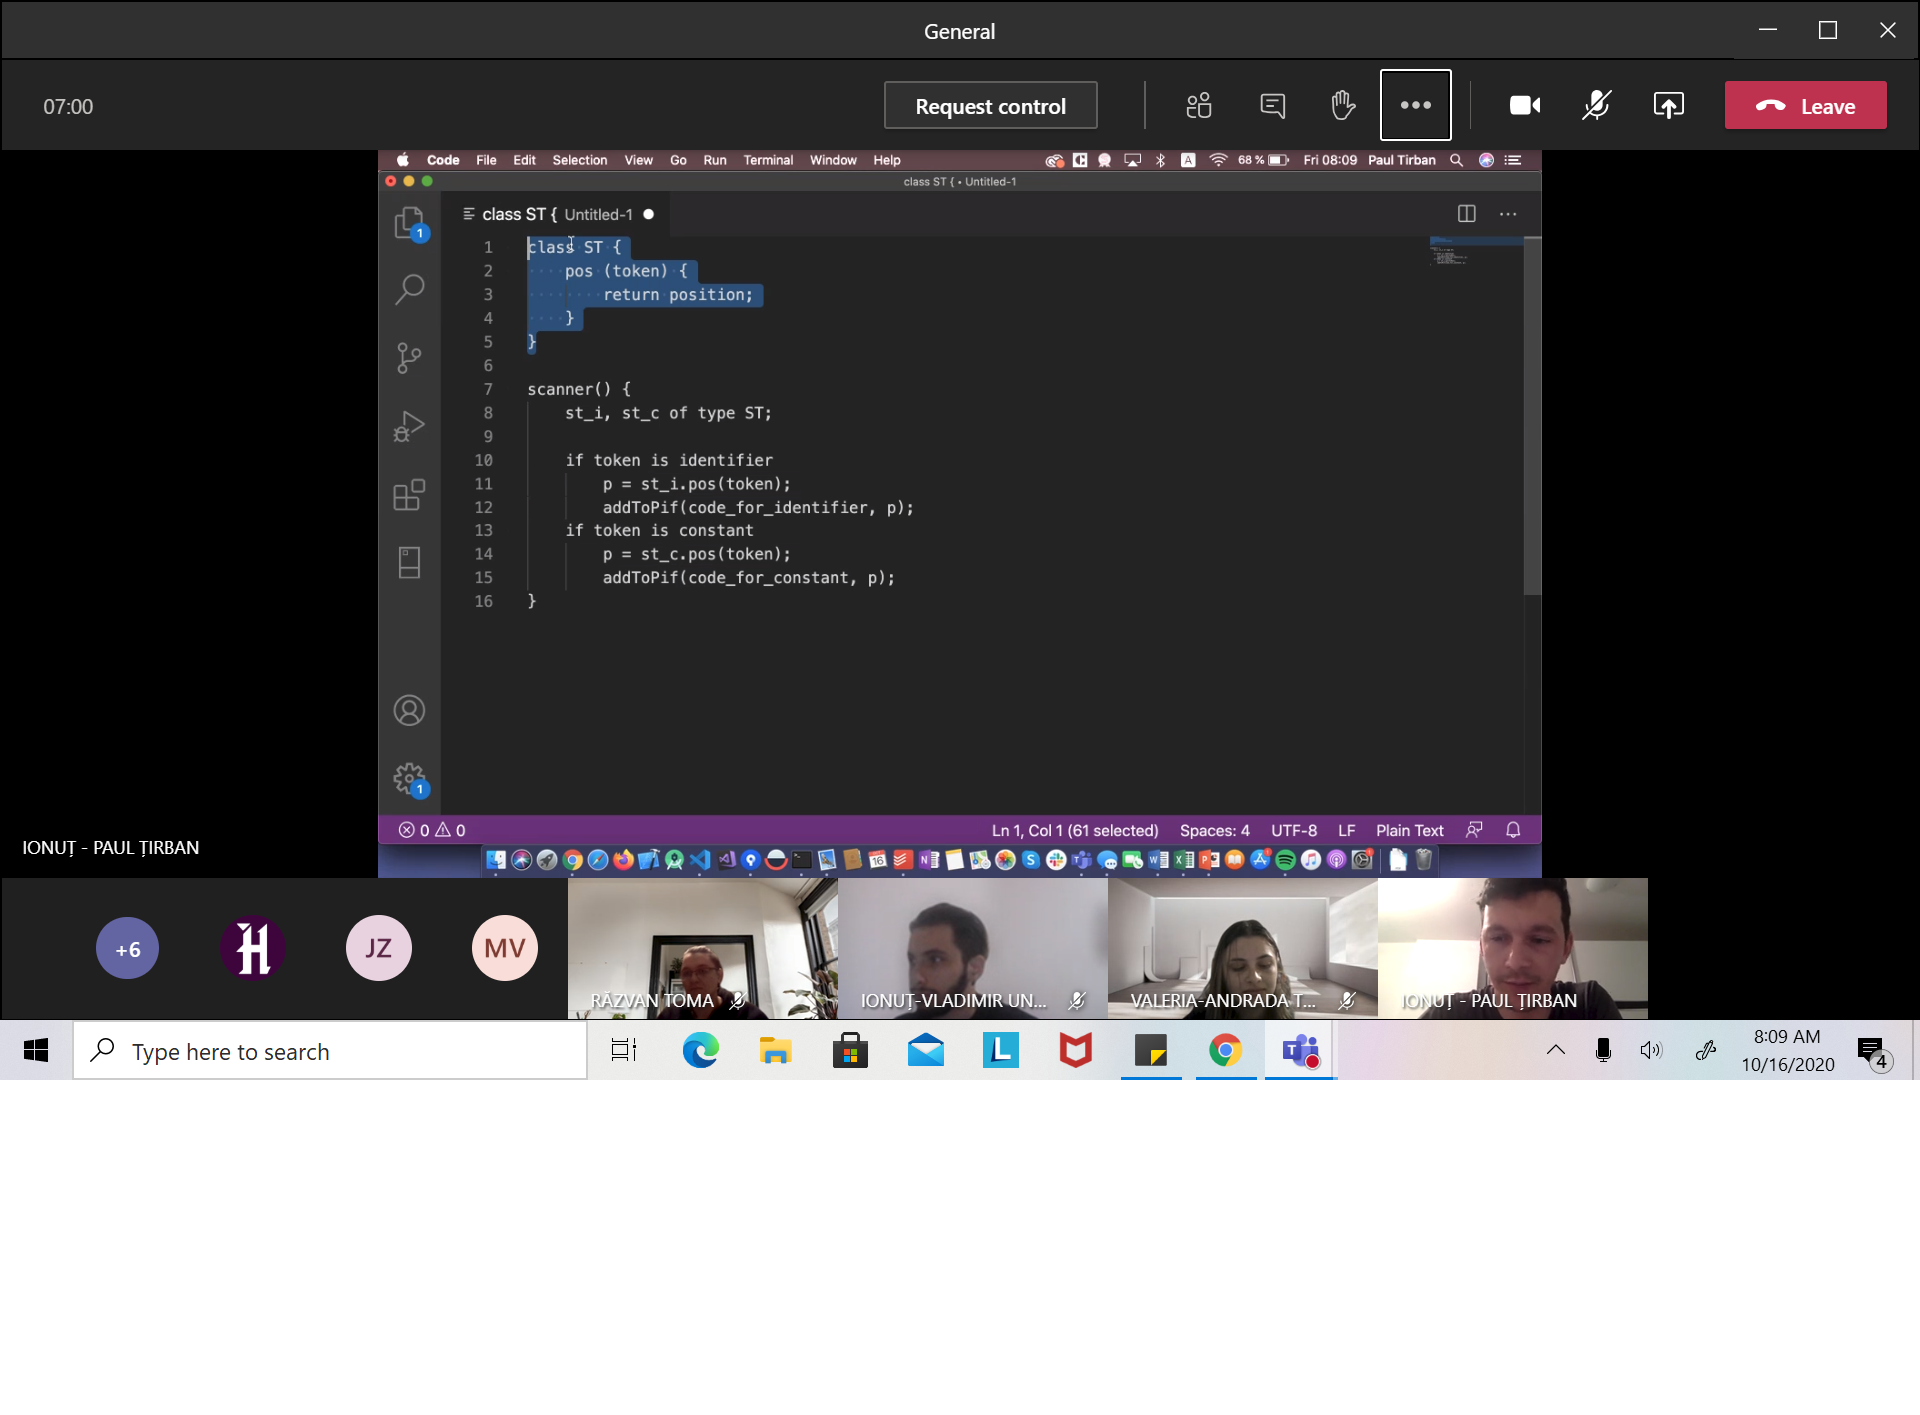 General
07:00
Request control
Leave
Code File Edit Selection View Go Run Terminal Window Help
A 68 % Fri 08:09 Paul Tirban
class ST { • Untitled-1
class ST { Untitled-1
1 class ST {
2 pos (token) {
3 return position;
4 }
5 }
6
7 scanner() {
8 st_i, st_c of type ST;
9
10 if token is identifier
11 p = st_i.pos(token);
12 addToPif(code_for_identifier, p);
13 if token is constant
14 p = st_c.pos(token);
15 addToPif(code_for_constant, p);
16 }
1
1
0 0
Ln 1, Col 1 (61 selected) Spaces: 4 UTF-8 LF Plain Text
16
IONUȚ - PAUL ȚIRBAN
+6
H
JZ
MV
RĂZVAN TOMA
IONUȚ-VLADIMIR UN...
VALERIA-ANDRADA T...
IONUȚ - PAUL ȚIRBAN
Type here to search
L
T
8:09 AM
10/16/2020
4